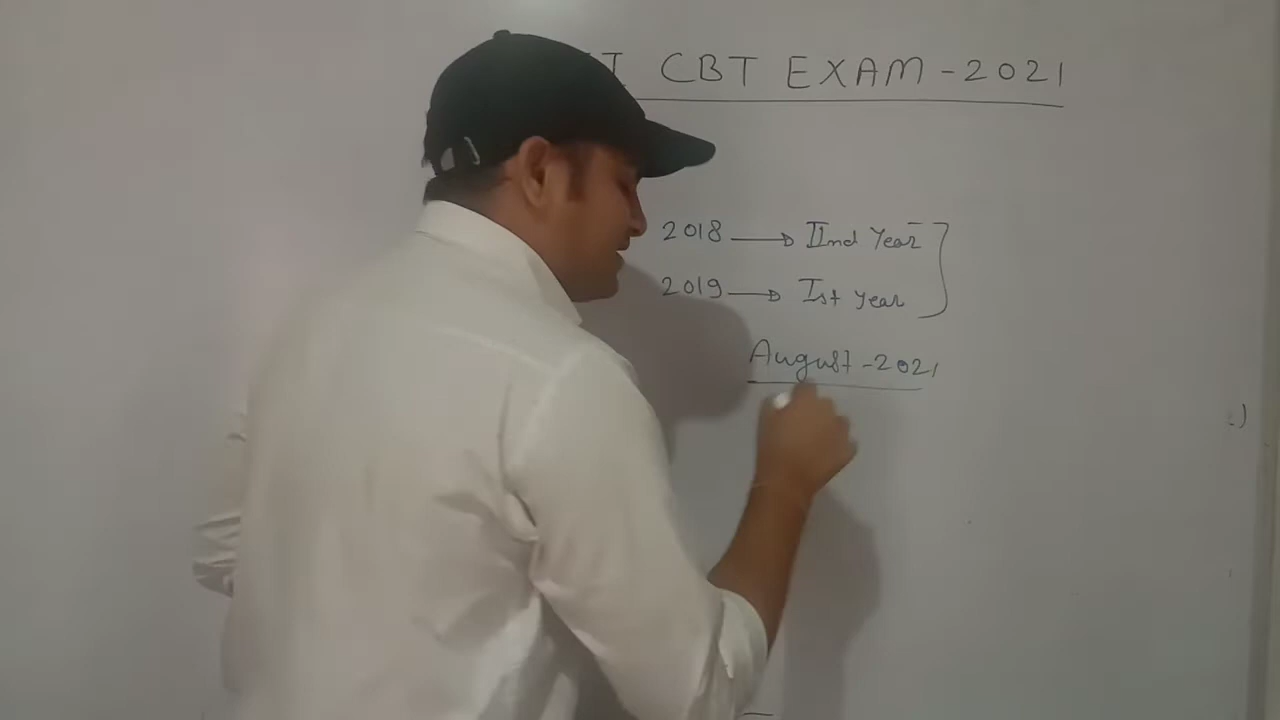 CBT EXAM-2021
2018 → IInd Year
2019 → Ist year
August-2021